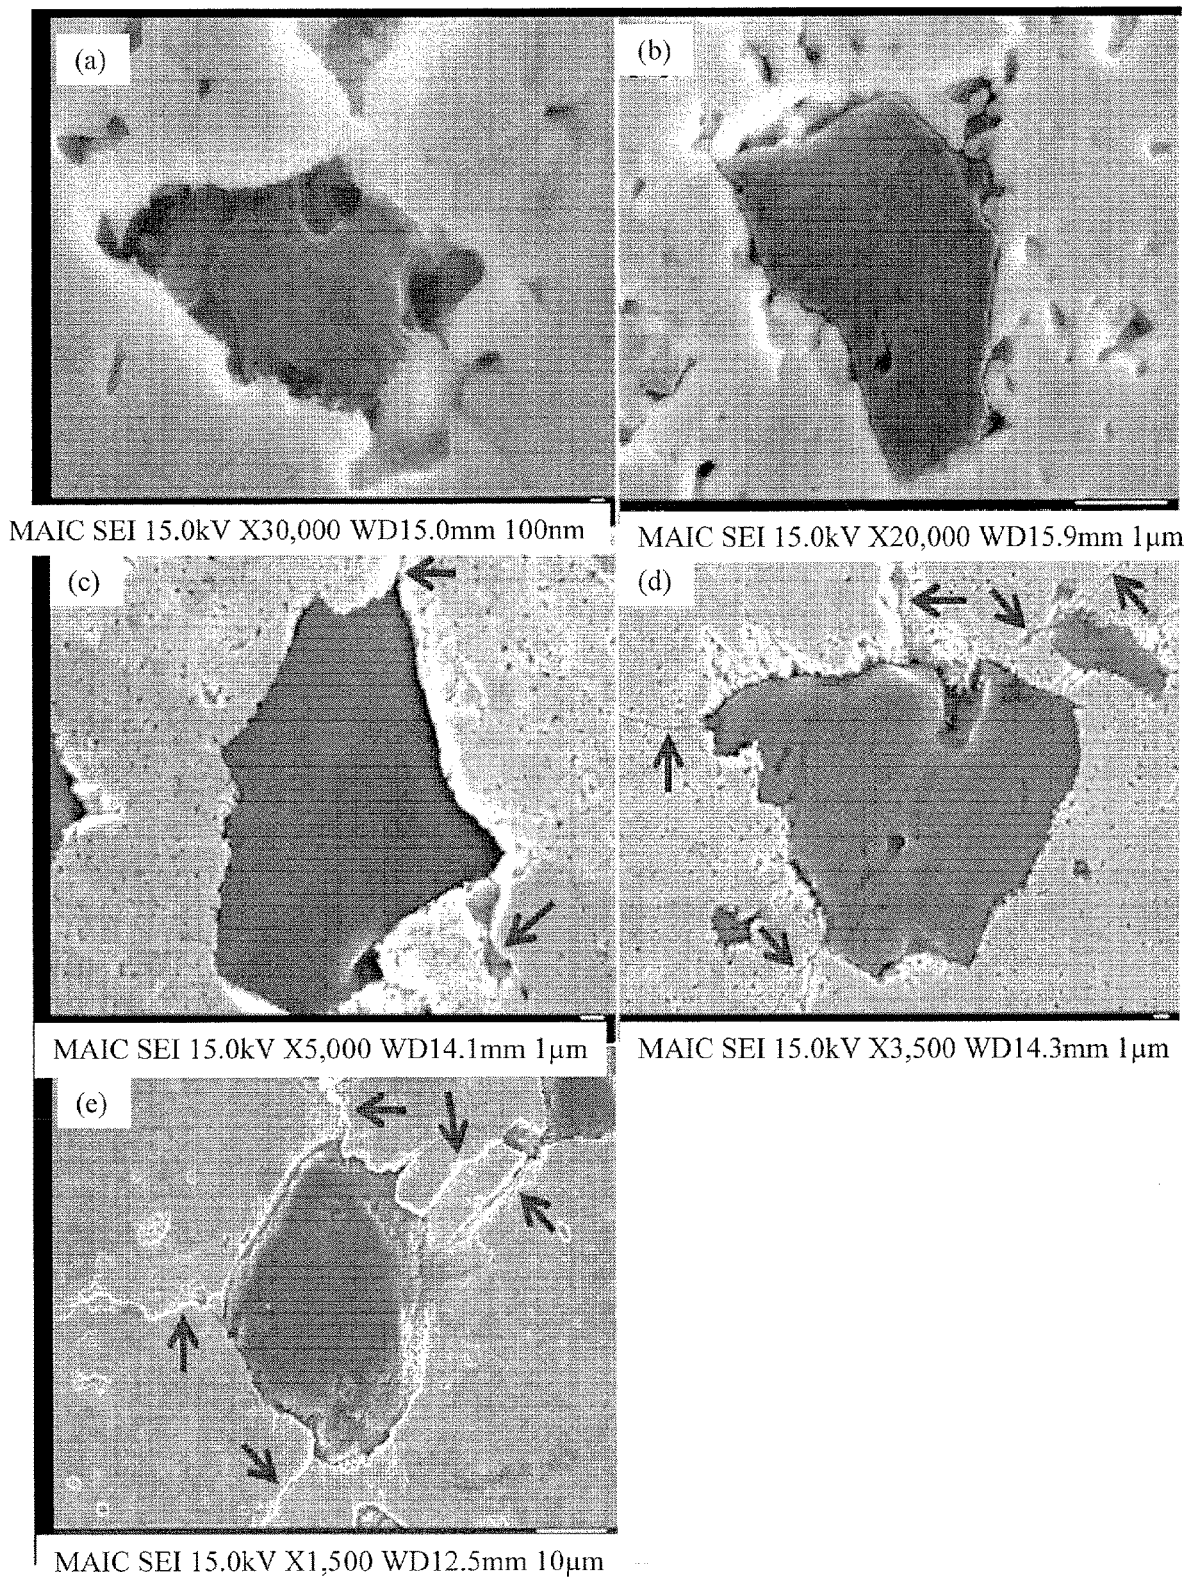 (a)
(b)
MAIC SEI 15.0kV X30,000 WD15.0mm 100nm
MAIC SEI 15.0kV X20,000 WD15.9mm 1μm
(c)
(d)
MAIC SEI 15.0kV X5,000 WD14.1mm 1μm
MAIC SEI 15.0kV X3,500 WD14.3mm 1μm
(e)
MAIC SEI 15.0kV X1,500 WD12.5mm 10μm